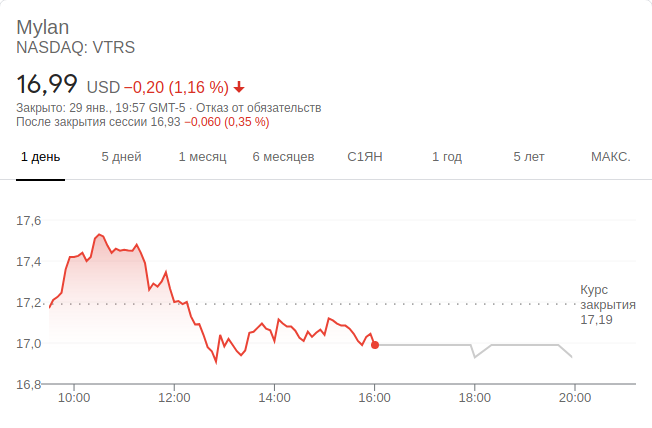 Mylan
NASDAQ: VTRS
16,99 USD −0,20 (1,16 %)
Закрыто: 29 янв., 19:57 GMT-5 · Отказ от обязательств
После закрытия сессии 16,93 −0,060 (0,35 %)
1 день 5 дней 1 месяц 6 месяцев С1ЯН 1 год 5 лет МАКС.
17,6
17,4
17,2
17,0
16,8
Курс
закрытия
17,19
10:00 12:00 14:00 16:00 18:00 20:00